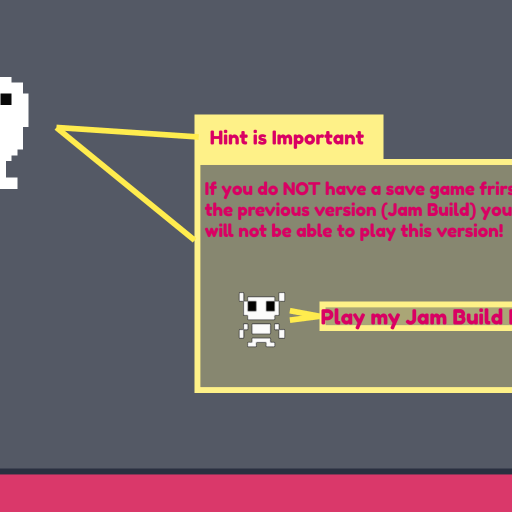 Hint is Important
If you do NOT have a save game frirs
the previous version (Jam Build) you
will not be able to play this version!
Play my Jam Build